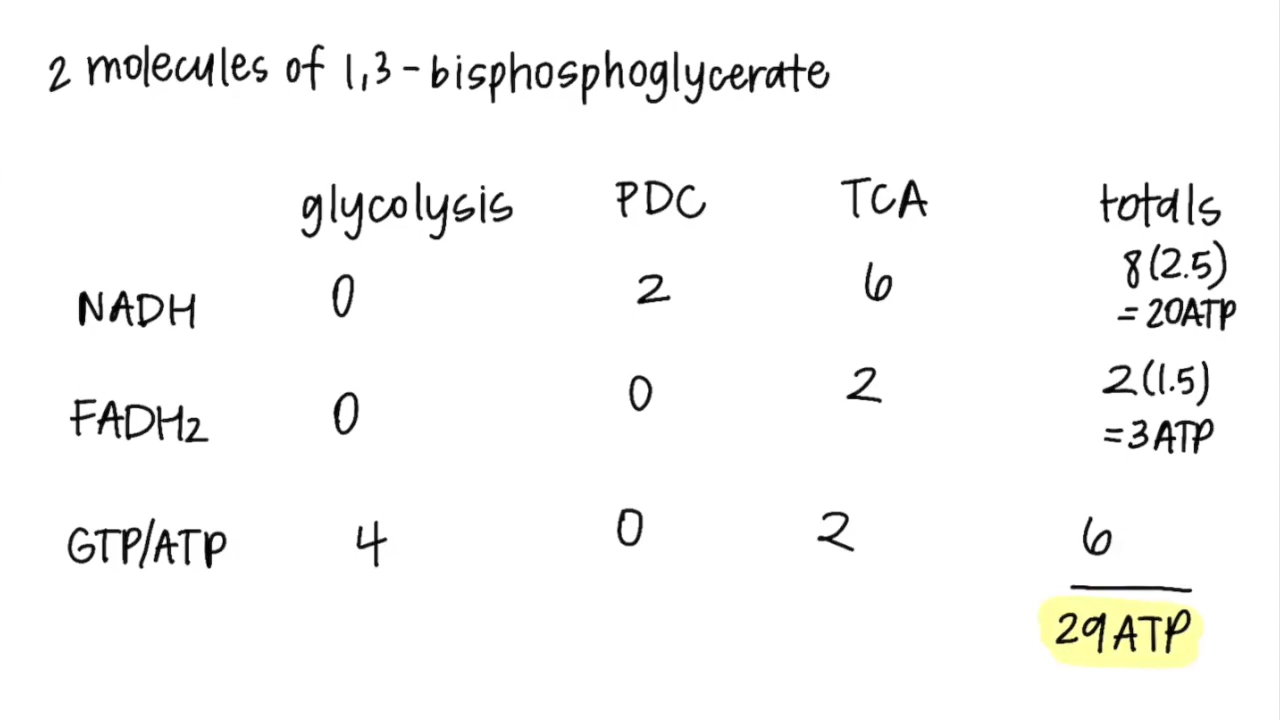 2 molecules of 1,3-bisphosphoglycerate
glycolysis PDC TCA totals
NADH 0 2 6 8(2.5)
= 20ATP
FADH2 0 0 2 2(1.5)
= 3ATP
GTP/ATP 4 0 2 6
29ATP